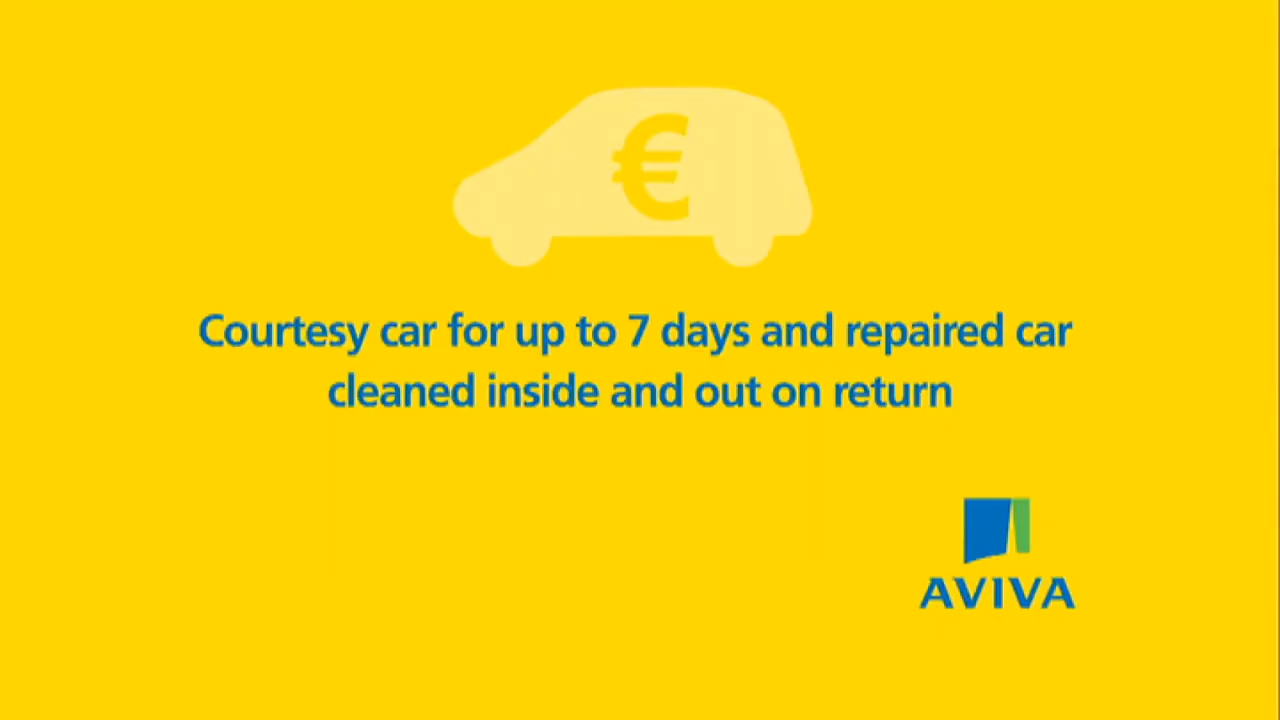 €
Courtesy car for up to 7 days and repaired car
cleaned inside and out on return
AVIVA